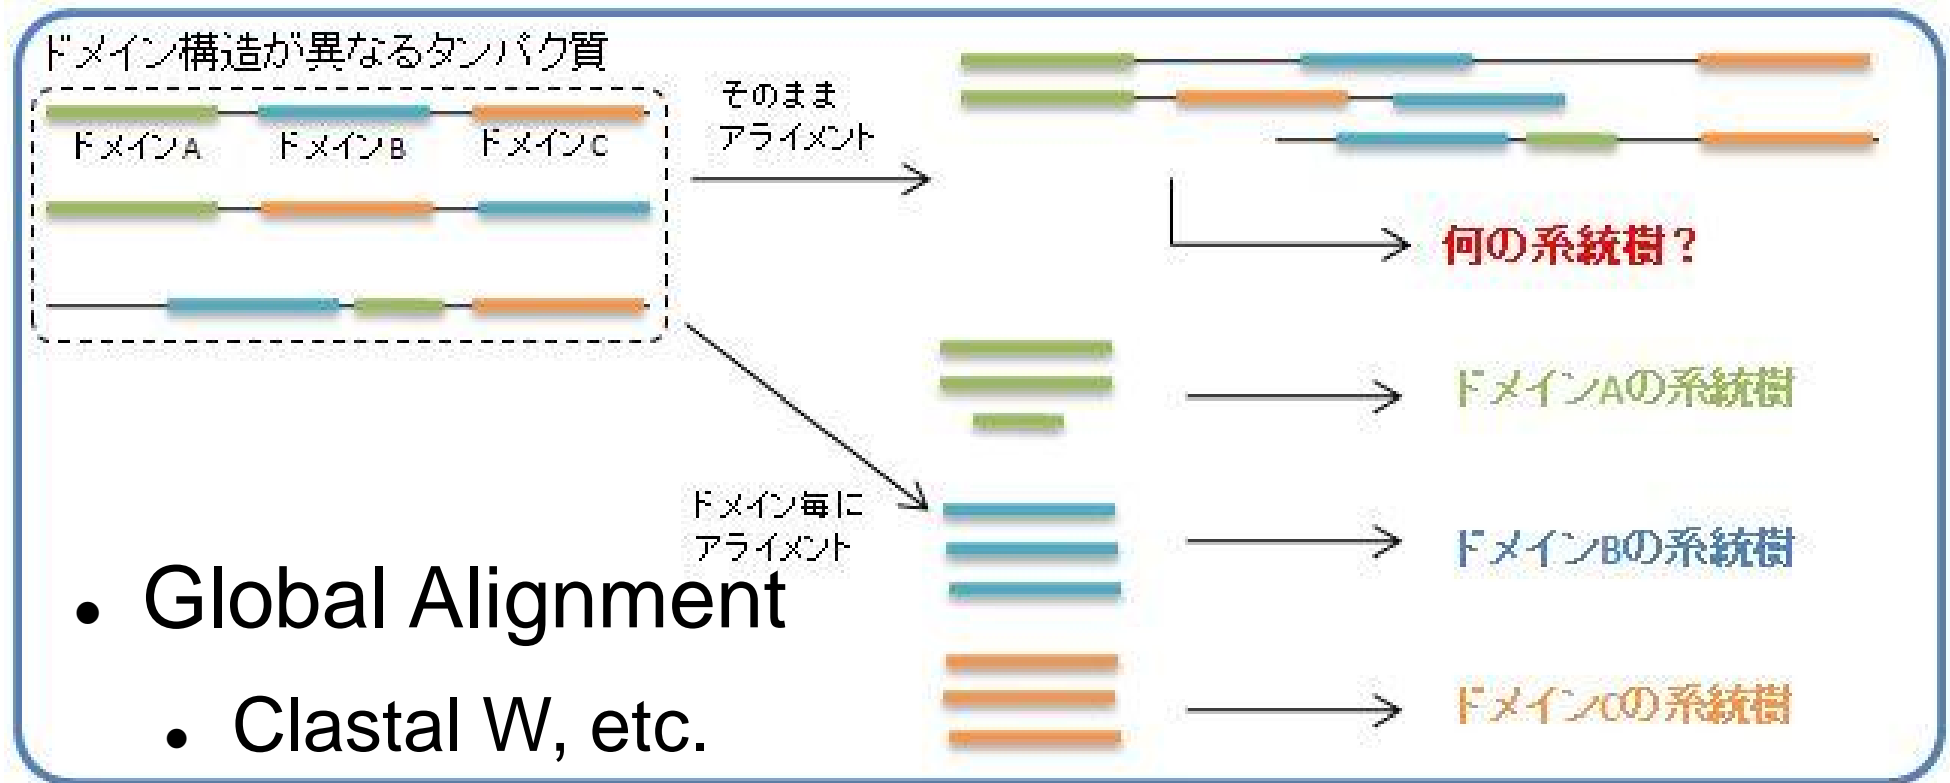 ドメイン構造が異なるタンパク質
ドメインA
ドメインB
ドメインC
そのまま
アライメント
何の系統樹？
ドメイン毎に
アライメント
ドメインAの系統樹
ドメインBの系統樹
ドメインCの系統樹
• Global Alignment
• Clastal W, etc.